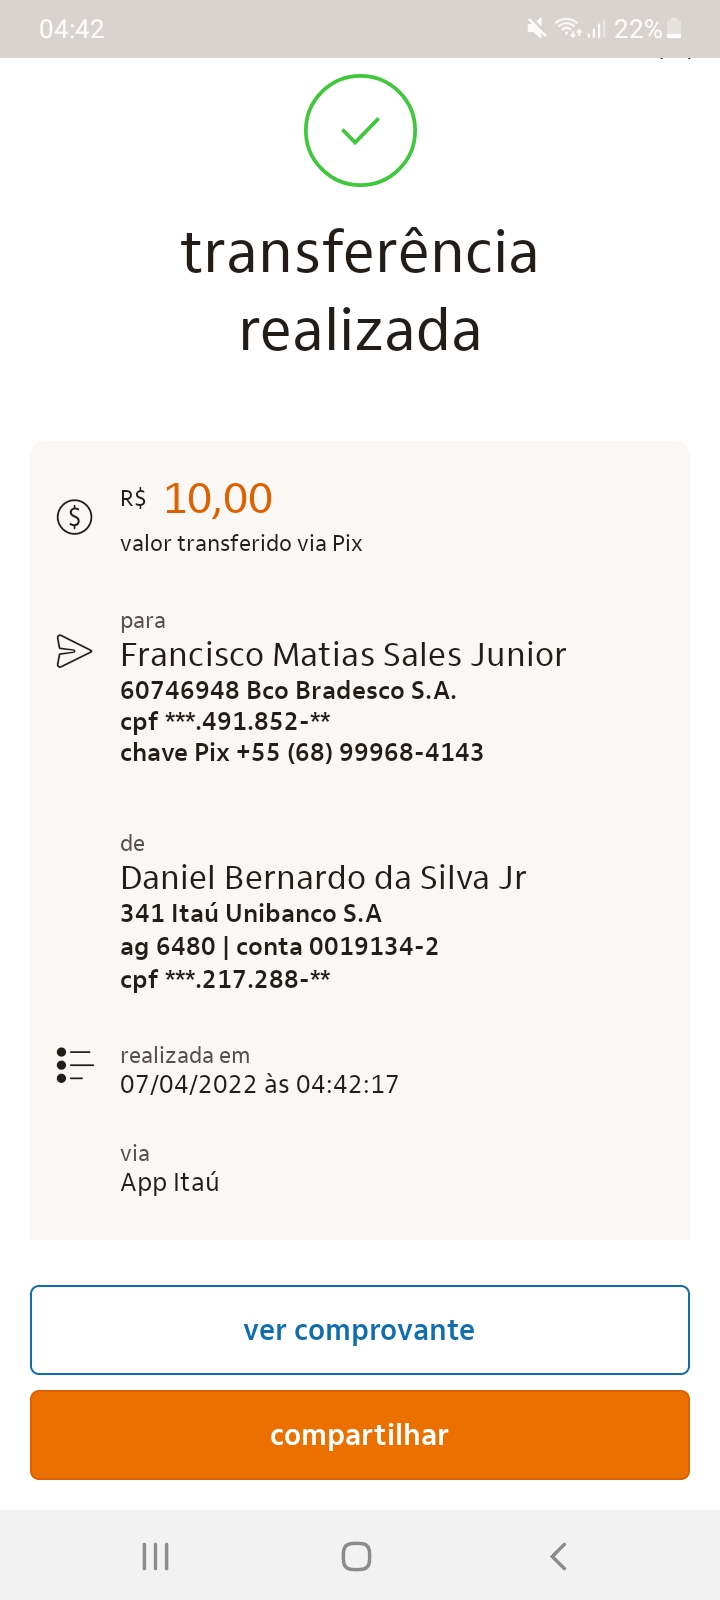 04:42
22%
transferência
realizada
R$ 10,00
valor transferido via Pix
para
Francisco Matias Sales Junior
60746948 Bco Bradesco S.A.
cpf ***.491.852-**
chave Pix +55 (68) 99968-4143
de
Daniel Bernardo da Silva Jr
341 Itaú Unibanco S.A
ag 6480 | conta 0019134-2
cpf ***.217.288-**
realizada em
07/04/2022 às 04:42:17
via
App Itaú
ver comprovante
compartilhar